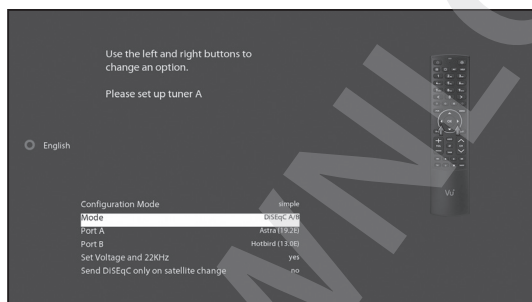 Use the left and right buttons to
change an option.
Please set up tuner A
English
Configuration Mode simple
Mode DiSEqC A/B
Port A Astra (19.2E)
Port B Hotbird (13.0E)
Set Voltage and 22KHz yes
Send DiSEqC only on satellite change no